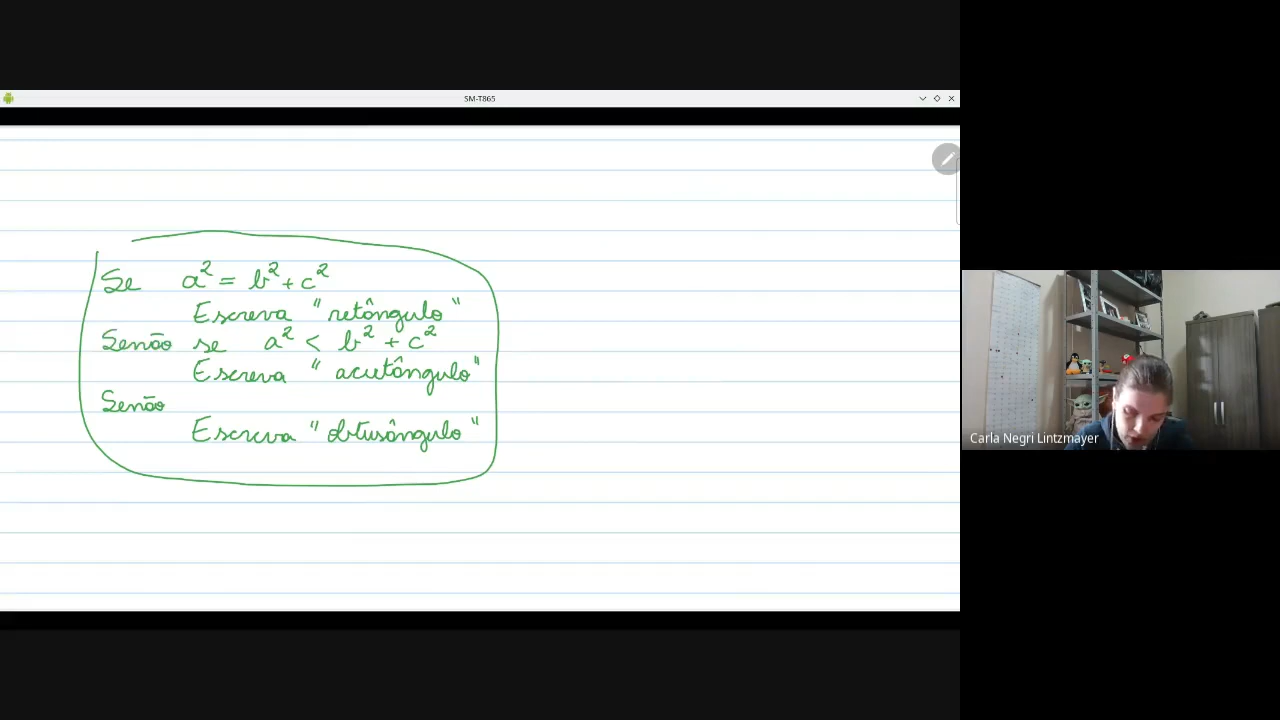 SM-T865
Se a² = b² + c²
Escreva "retângulo"
Senão se a² < b² + c²
Escreva "acutângulo"
Senão
Escreva "obtusângulo"
Carla Negri Lintzmayer